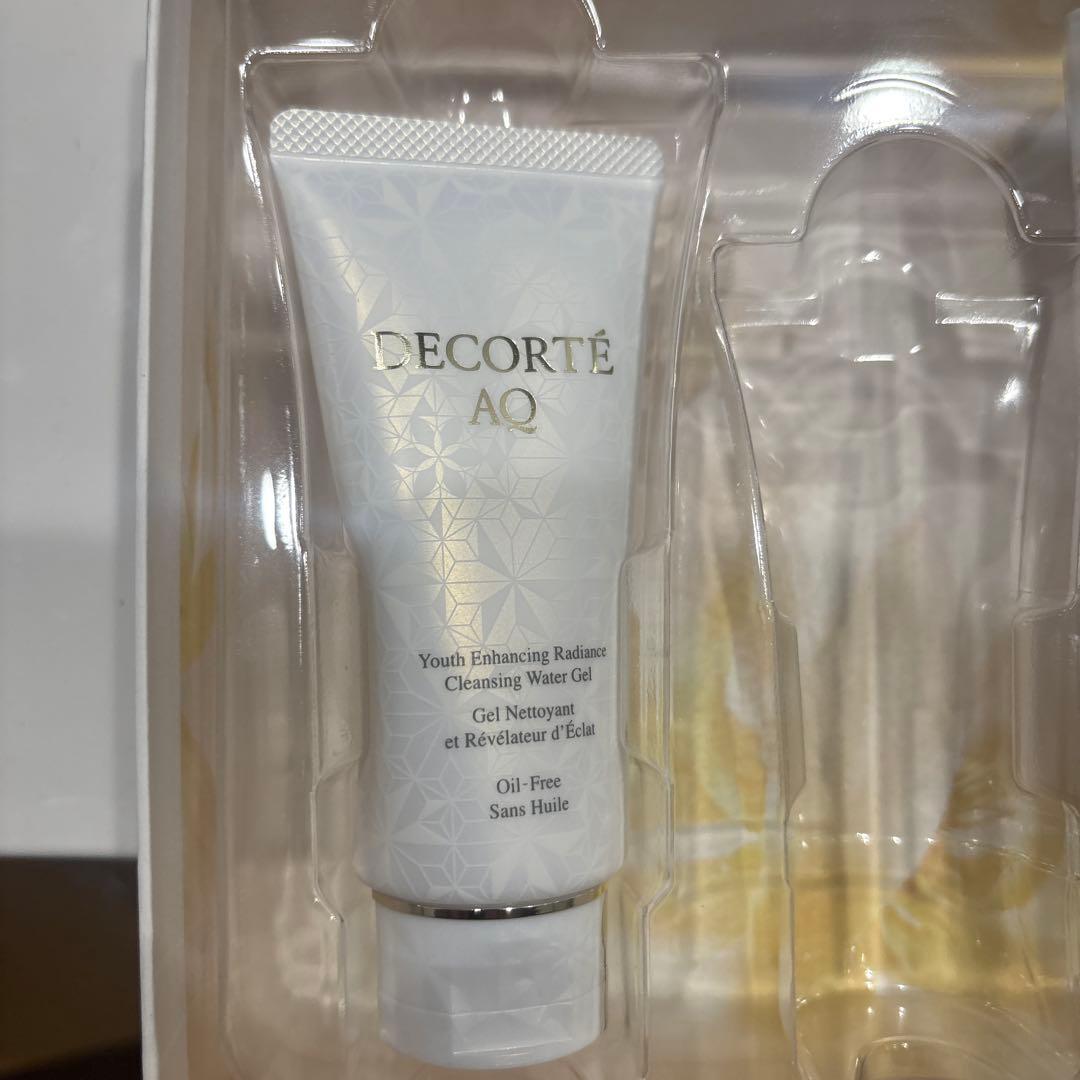 DECORTÉ
AQ
Youth Enhancing Radiance
Cleansing Water Gel
Gel Nettoyant
et Révélateur d'Éclat
Oil-Free
Sans Huile